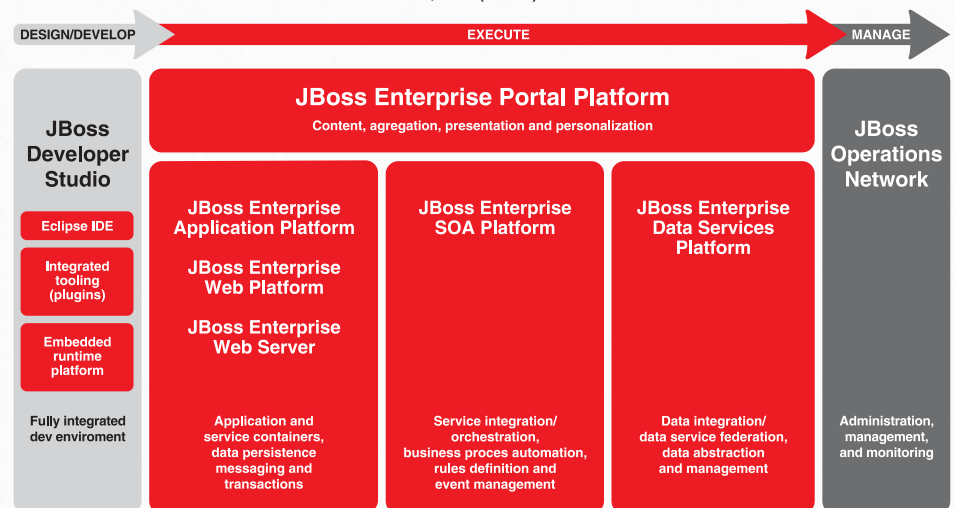 DESIGN/DEVELOP
EXECUTE
MANAGE
JBoss
Developer
Studio
Eclipse IDE
Integrated
tooling
(plugins)
Embedded
runtime
platform
Fully integrated
dev enviroment
JBoss Enterprise Portal Platform
Content, agregation, presentation and personalization
JBoss Enterprise
Application Platform
JBoss Enterprise
Web Platform
JBoss Enterprise
Web Server
Application and
service containers,
data persistence
messaging and
transactions
JBoss Enterprise
SOA Platform
Service integration/
orchestration,
business proces automation,
rules definition and
event management
JBoss Enterprise
Data Services
Platform
Data integration/
data service federation,
data abstraction
and management
JBoss
Operations
Network
Administration,
management,
and monitoring